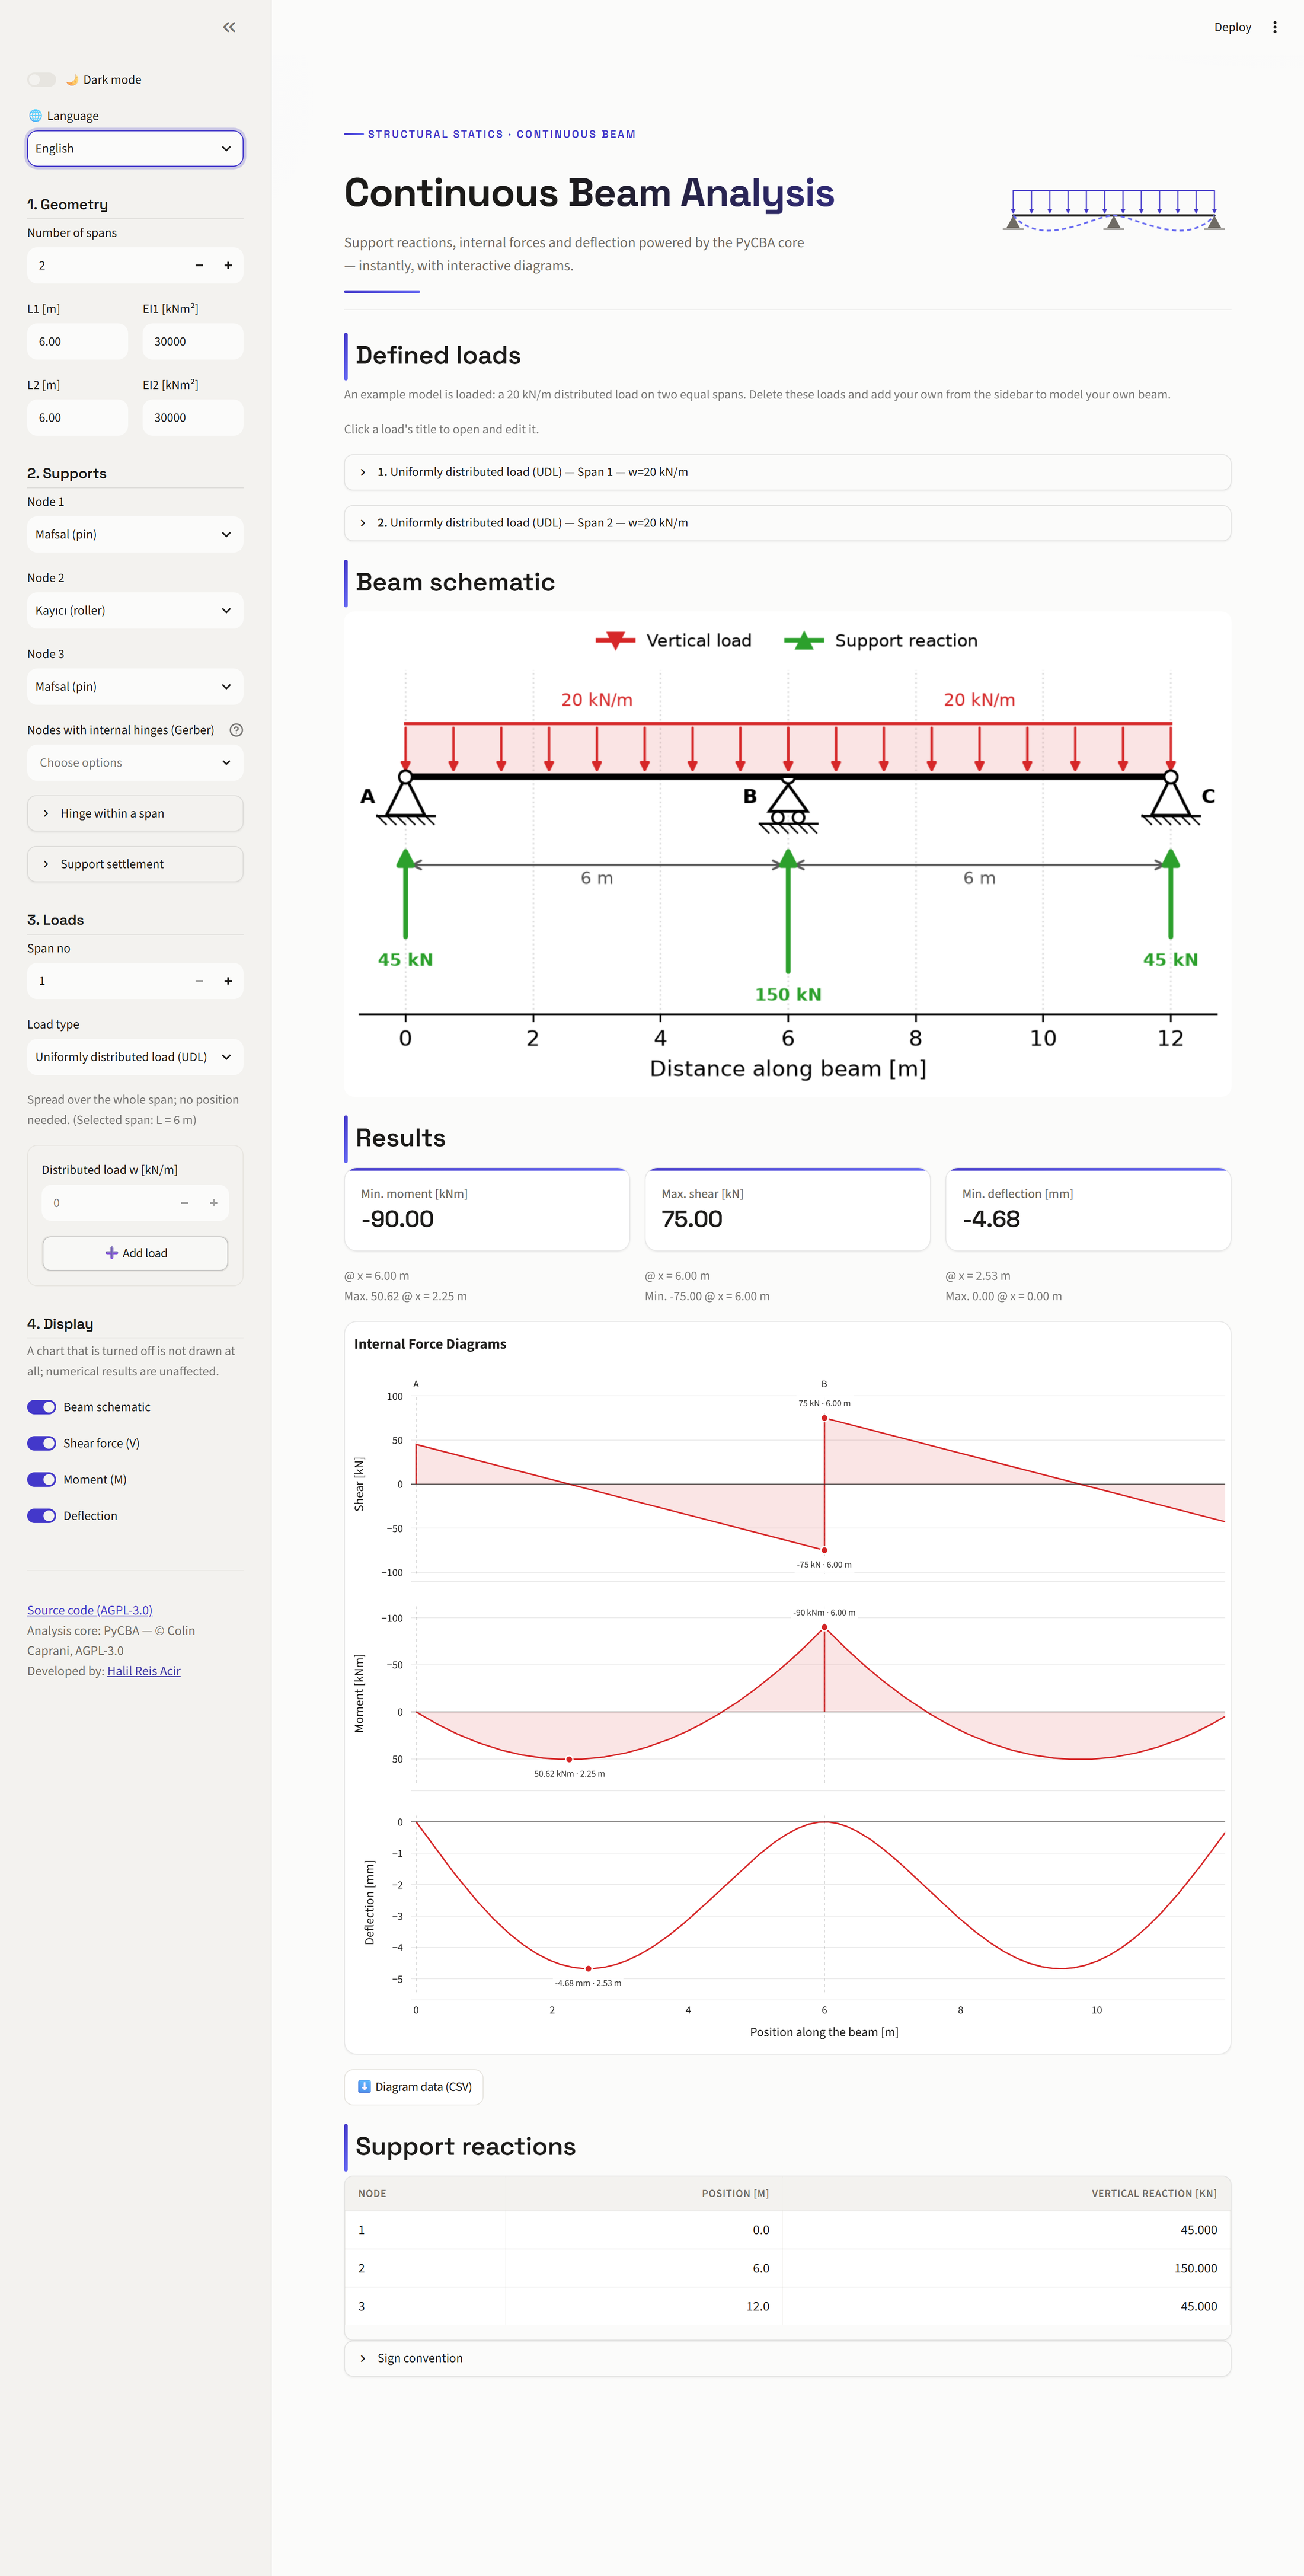 Deploy
🌙 Dark mode
🌐 Language
English
1. Geometry
Number of spans
2
L1 [m]
EI1 [kNm²]
6.00
30000
L2 [m]
EI2 [kNm²]
6.00
30000
2. Supports
Node 1
Mafsal (pin)
Node 2
Kayıcı (roller)
Node 3
Mafsal (pin)
Nodes with internal hinges (Gerber)
Choose options
Hinge within a span
Support settlement
3. Loads
Span no
1
Load type
Uniformly distributed load (UDL)
Spread over the whole span; no position
needed. (Selected span: L = 6 m)
Distributed load w [kN/m]
0
➕ Add load
4. Display
A chart that is turned off is not drawn at
all; numerical results are unaffected.
Beam schematic
Shear force (V)
Moment (M)
Deflection
Source code (AGPL-3.0)
Analysis core: PyCBA — © Colin
Caprani, AGPL-3.0
Developed by: Halil Reis Acir
STRUCTURAL STATICS · CONTINUOUS BEAM
Continuous Beam Analysis
Support reactions, internal forces and deflection powered by the PyCBA core
— instantly, with interactive diagrams.
Defined loads
An example model is loaded: a 20 kN/m distributed load on two equal spans. Delete these loads and add your own from the sidebar to model your own beam.
Click a load's title to open and edit it.
1. Uniformly distributed load (UDL) — Span 1 — w=20 kN/m
2. Uniformly distributed load (UDL) — Span 2 — w=20 kN/m
Beam schematic
Vertical load
Support reaction
20 kN/m
20 kN/m
A
B
C
6 m
6 m
45 kN
45 kN
150 kN
0 2 4 6 8 10 12
Distance along beam [m]
Results
Min. moment [kNm]
-90.00
@ x = 6.00 m
Max. 50.62 @ x = 2.25 m
Max. shear [kN]
75.00
@ x = 6.00 m
Min. -75.00 @ x = 6.00 m
Min. deflection [mm]
-4.68
@ x = 2.53 m
Max. 0.00 @ x = 0.00 m
Internal Force Diagrams
A
B
100
75 kN · 6.00 m
50
0
−50
−100
-75 kN · 6.00 m
Shear [kN]
-90 kNm · 6.00 m
−100
−50
0
50
50.62 kNm · 2.25 m
Moment [kNm]
0
−1
−2
−3
−4
−5
-4.68 mm · 2.53 m
Deflection [mm]
0 2 4 6 8 10
Position along the beam [m]
⬇️ Diagram data (CSV)
Support reactions
NODE POSITION [M] VERTICAL REACTION [KN]
1 0.0 45.000
2 6.0 150.000
3 12.0 45.000
Sign convention